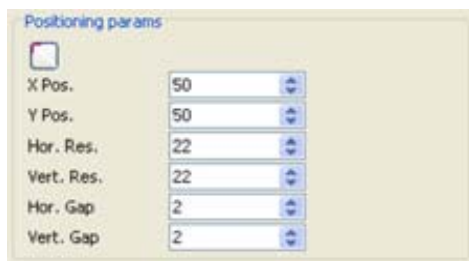 Positioning params
X Pos. 50
Y Pos. 50
Hor. Res. 22
Vert. Res. 22
Hor. Gap 2
Vert. Gap 2